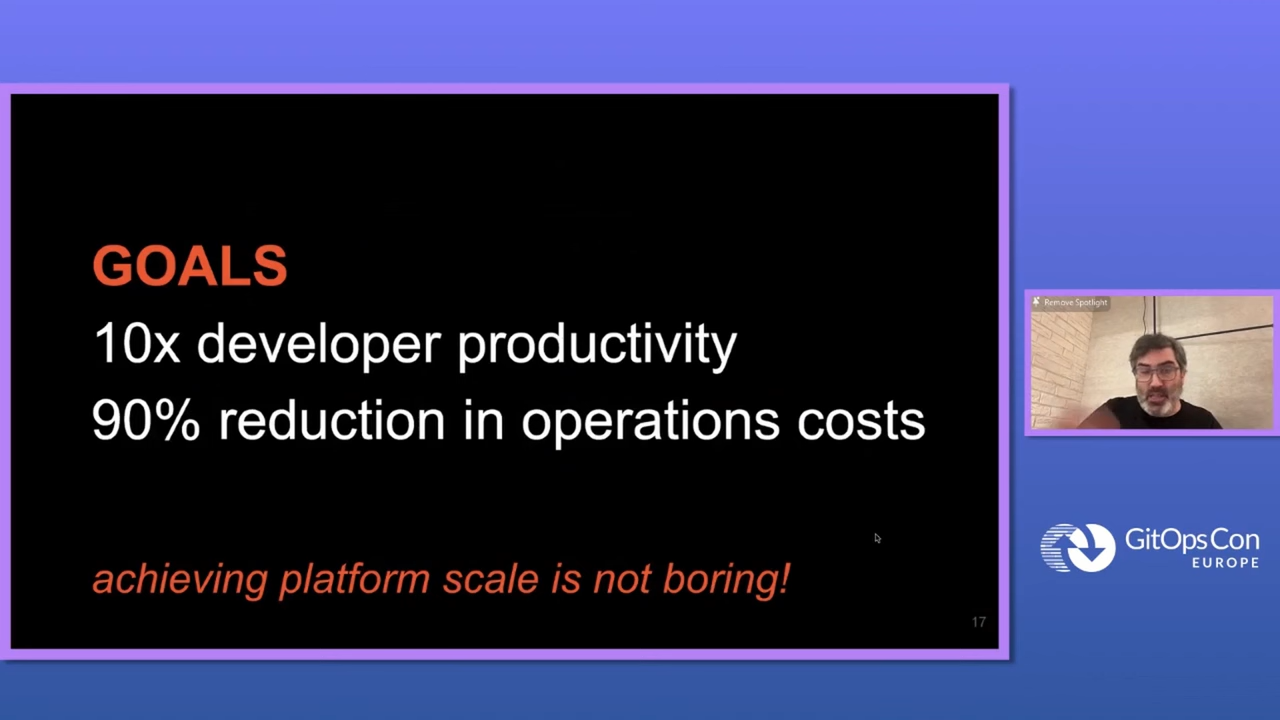 GOALS
10x developer productivity
90% reduction in operations costs
achieving platform scale is not boring!
17
Remove Spotlight
GitOpsCon
EUROPE